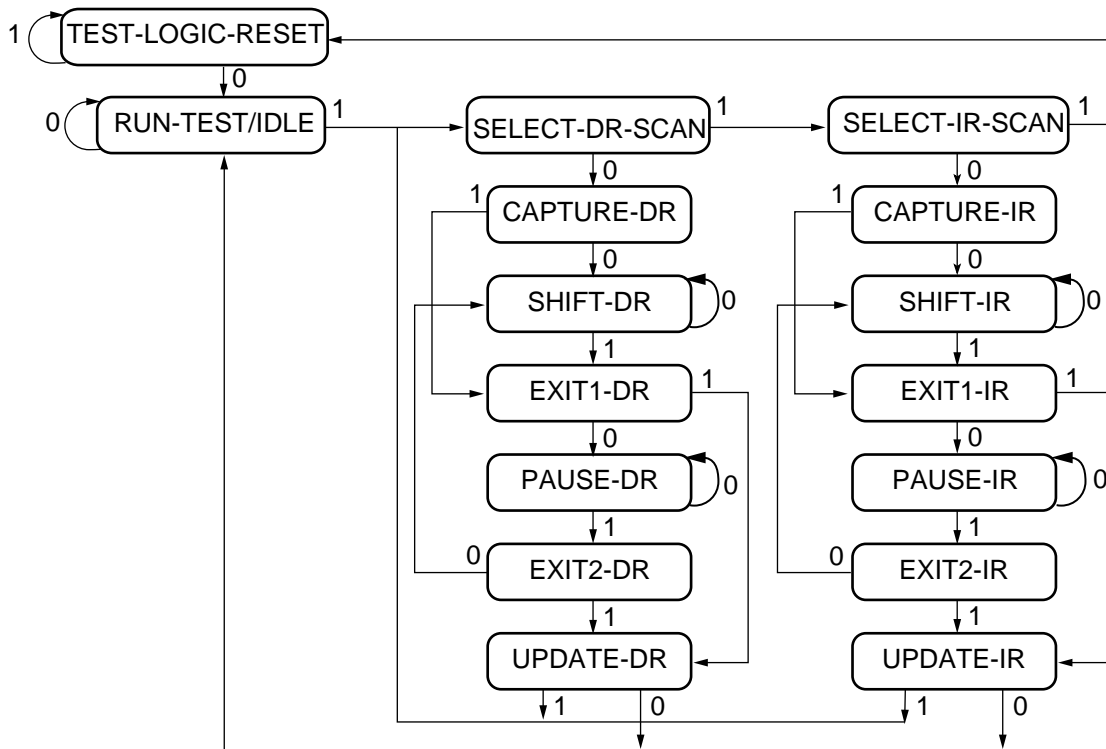 1 TEST-LOGIC-RESET
0
0 RUN-TEST/IDLE 1
SELECT-DR-SCAN 1
SELECT-IR-SCAN 1
0
0
1 CAPTURE-DR
1 CAPTURE-IR
0
0
SHIFT-DR 0
SHIFT-IR 0
1
1
EXIT1-DR 1
EXIT1-IR 1
0
0
PAUSE-DR 0
PAUSE-IR 0
1
1
0 EXIT2-DR
0 EXIT2-IR
1
1
UPDATE-DR
UPDATE-IR
1 0
1 0